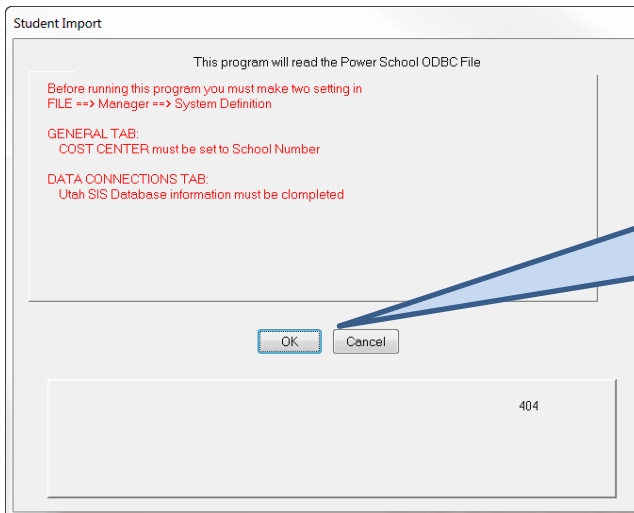 Student Import
This program will read the Power School ODBC File
Before running this program you must make two setting in
FILE ==> Manager ==> System Definition
GENERAL TAB:
COST CENTER must be set to School Number
DATA CONNECTIONS TAB:
Utah SIS Database information must be clompleted
OK
Cancel
404